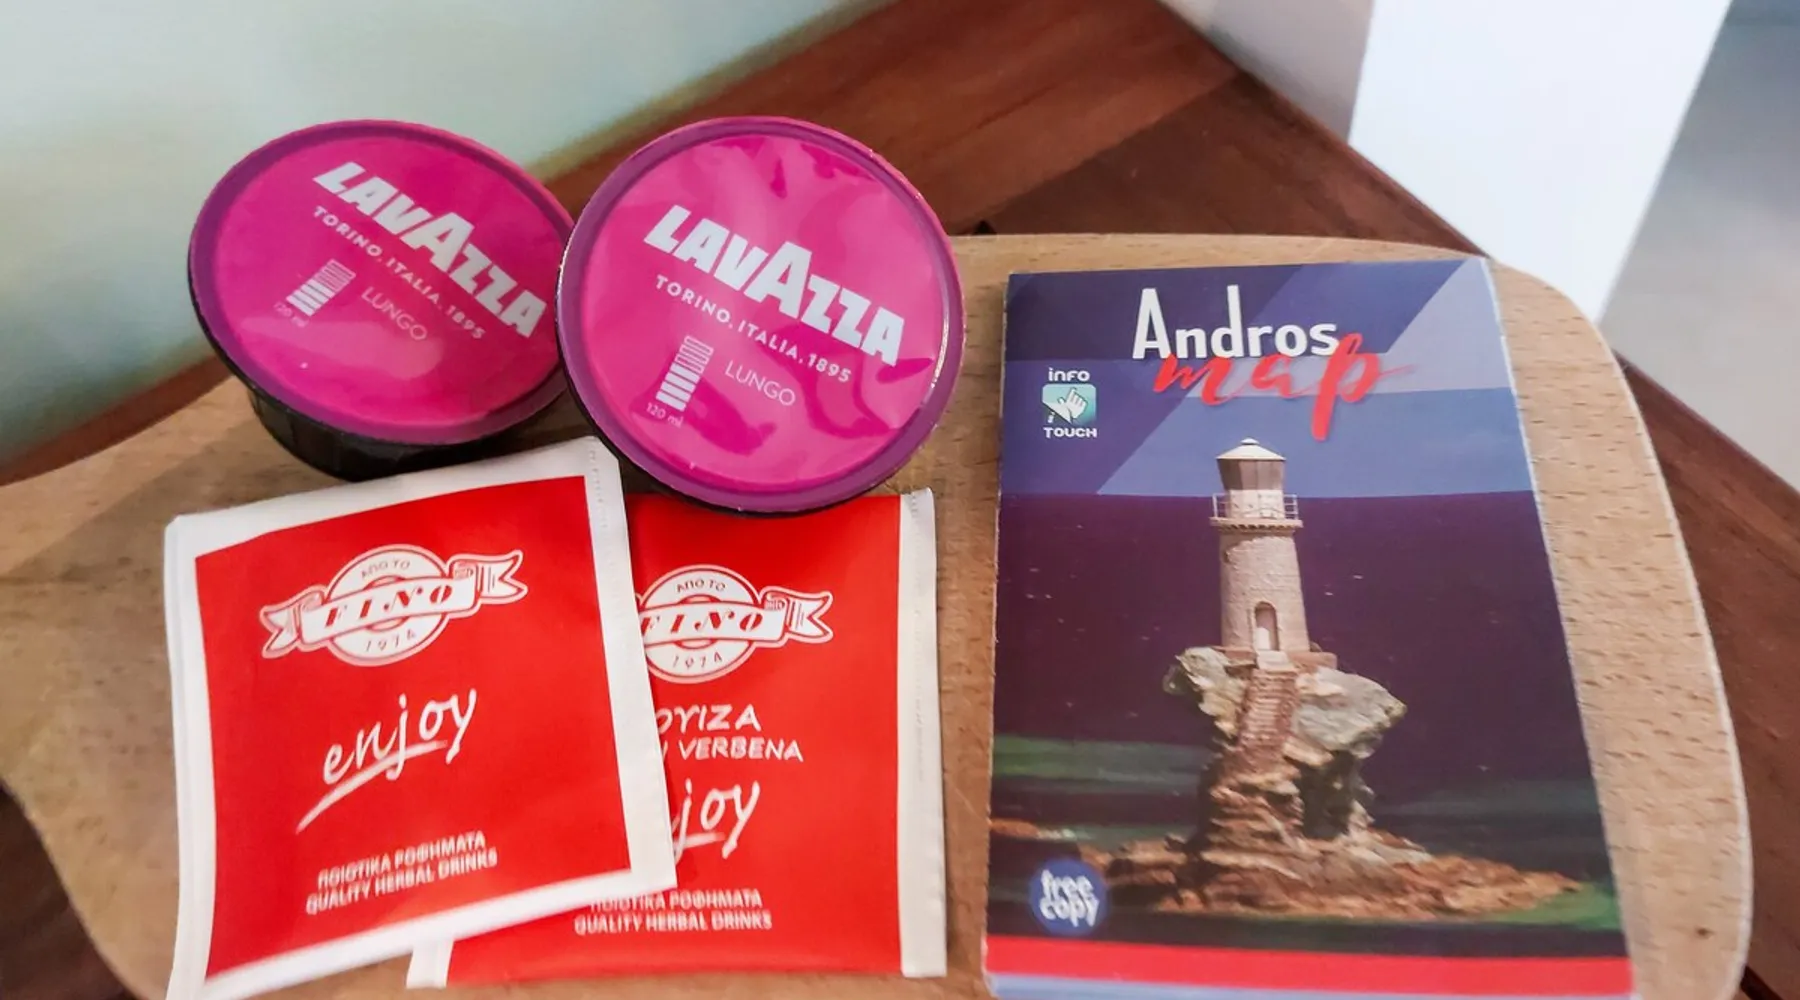 LAVAZZA
TORINO, ITALIA, 1895
LUNGO
120 ml
LAVAZZA
TORINO, ITALIA, 1895
LUNGO
120 ml
Andros
map
INFO
TOUCH
free
copy
ΑΠΟ ΤΟ
FINO
1974
enjoy
ΠΟΙΟΤΙΚΑ ΡΟΦΗΜΑΤΑ
QUALITY HERBAL DRINKS
ΑΠΟ ΤΟ
FINO
1974
ΟΥΙΖΑ
VERBENA
joy
ΠΟΙΟΤΙΚΑ ΡΟΦΗΜΑΤΑ
QUALITY HERBAL DRINKS